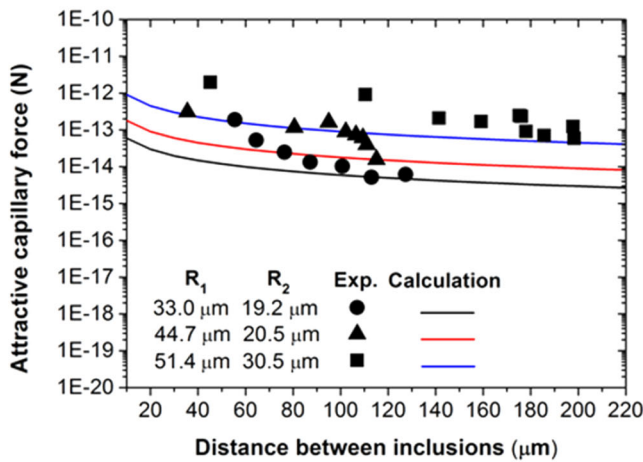 Attractive capillary force (N)
1E-10
1E-11
1E-12
1E-13
1E-14
1E-15
1E-16
1E-17
1E-18
1E-19
1E-20
R1 R2 Exp. Calculation
33.0 μm 19.2 μm
44.7 μm 20.5 μm
51.4 μm 30.5 μm
20 40 60 80 100 120 140 160 180 200 220
Distance between inclusions (μm)